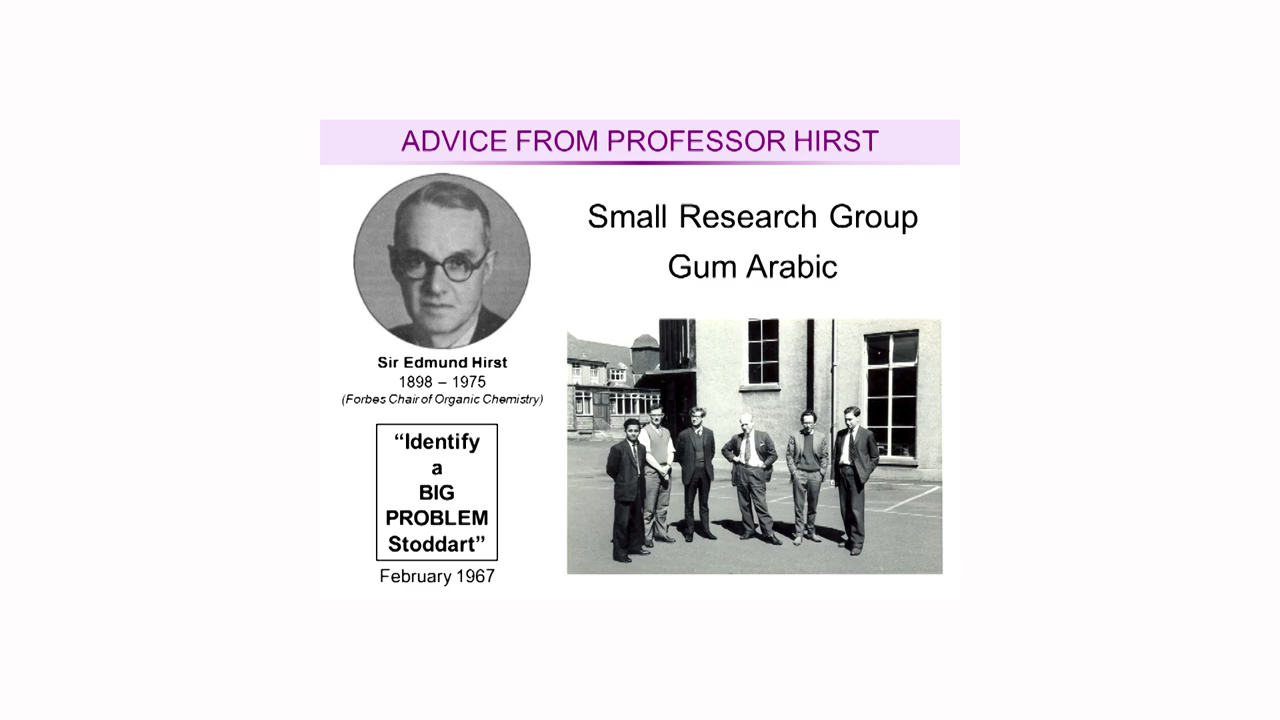 ADVICE FROM PROFESSOR HIRST
Sir Edmund Hirst
1898 – 1975
(Forbes Chair of Organic Chemistry)
“Identify
a
BIG
PROBLEM
Stoddart”
February 1967
Small Research Group
Gum Arabic